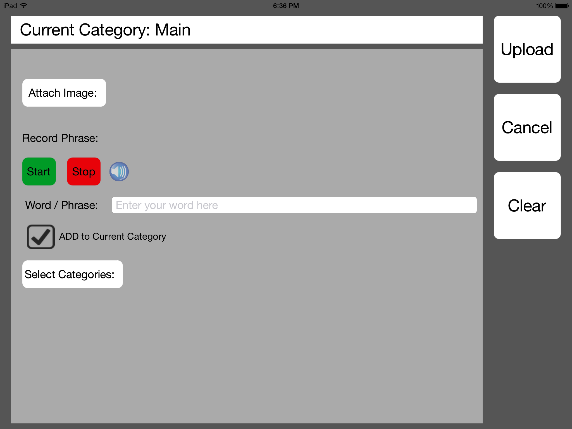 iPad 6:36 PM 100%
Current Category: Main
Upload
Attach Image:
Cancel
Record Phrase:
Start Stop
Clear
Word / Phrase: Enter your word here
ADD to Current Category
Select Categories: